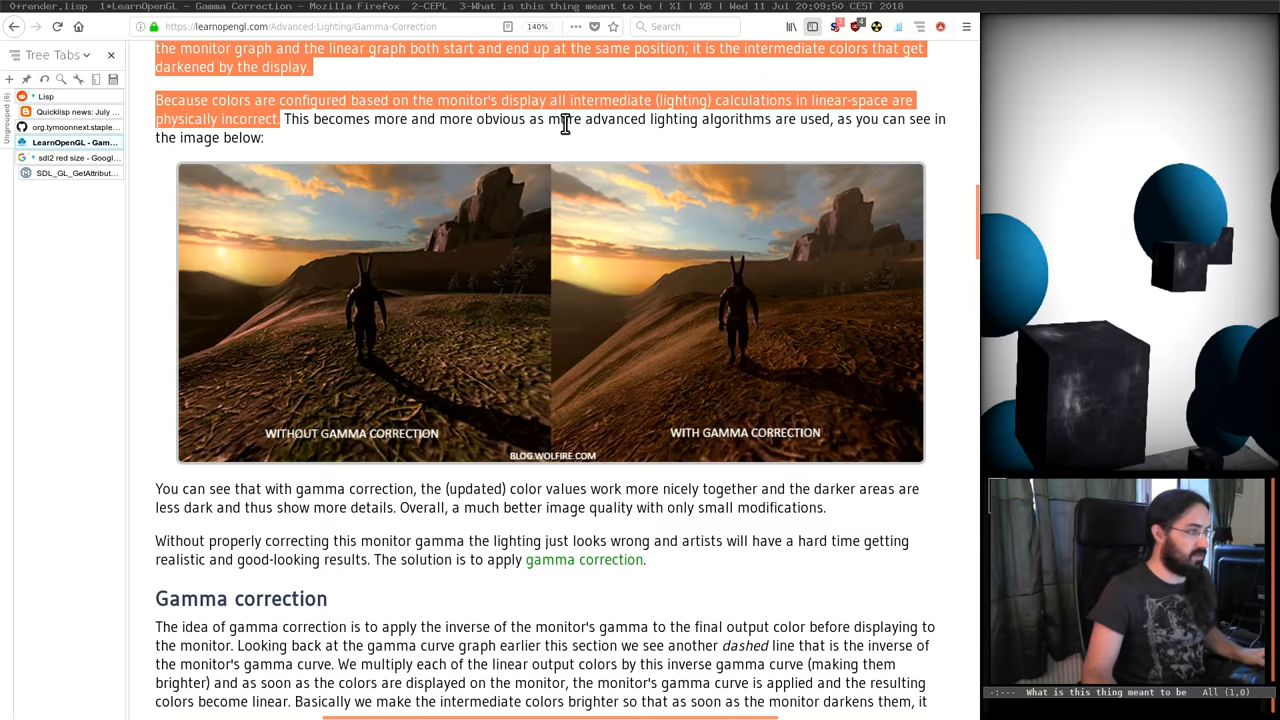 0*render.lisp  1*LearnOpenGL - Gamma Correction - Mozilla Firefox  2-CEPL  3-What is this thing meant to be | %I | %B | Wed 11 Jul 20:09:50 CEST 2018
https://learnopengl.com/Advanced-Lighting/Gamma-Correction
140%
Search
Tree Tabs
Ungrouped (6)
Lisp
Quicklisp news: July ...
org.tymoonnext.staple...
LearnOpenGL - Gam...
sdl2 red size - Googl...
SDL_GL_GetAttribut...
the monitor graph and the linear graph both start and end up at the same position; it is the intermediate colors that get
darkened by the display.
Because colors are configured based on the monitor's display all intermediate (lighting) calculations in linear-space are
physically incorrect. This becomes more and more obvious as more advanced lighting algorithms are used, as you can see in
the image below:
WITHOUT GAMMA CORRECTION
WITH GAMMA CORRECTION
BLOG.WOLFIRE.COM
You can see that with gamma correction, the (updated) color values work more nicely together and the darker areas are
less dark and thus show more details. Overall, a much better image quality with only small modifications.
Without properly correcting this monitor gamma the lighting just looks wrong and artists will have a hard time getting
realistic and good-looking results. The solution is to apply gamma correction.
Gamma correction
The idea of gamma correction is to apply the inverse of the monitor's gamma to the final output color before displaying to
the monitor. Looking back at the gamma curve graph earlier this section we see another dashed line that is the inverse of
the monitor's gamma curve. We multiply each of the linear output colors by this inverse gamma curve (making them
brighter) and as soon as the colors are displayed on the monitor, the monitor's gamma curve is applied and the resulting
colors become linear. Basically we make the intermediate colors brighter so that as soon as the monitor darkens them, it
-:---  What is this thing meant to be   All (1,0)